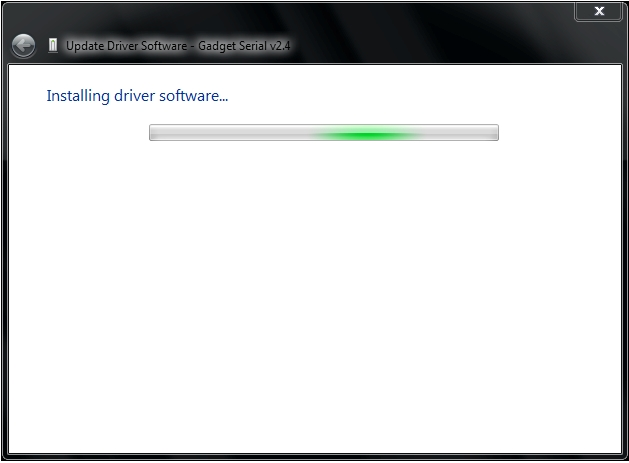 Update Driver Software - Gadget Serial v2.4
Installing driver software...